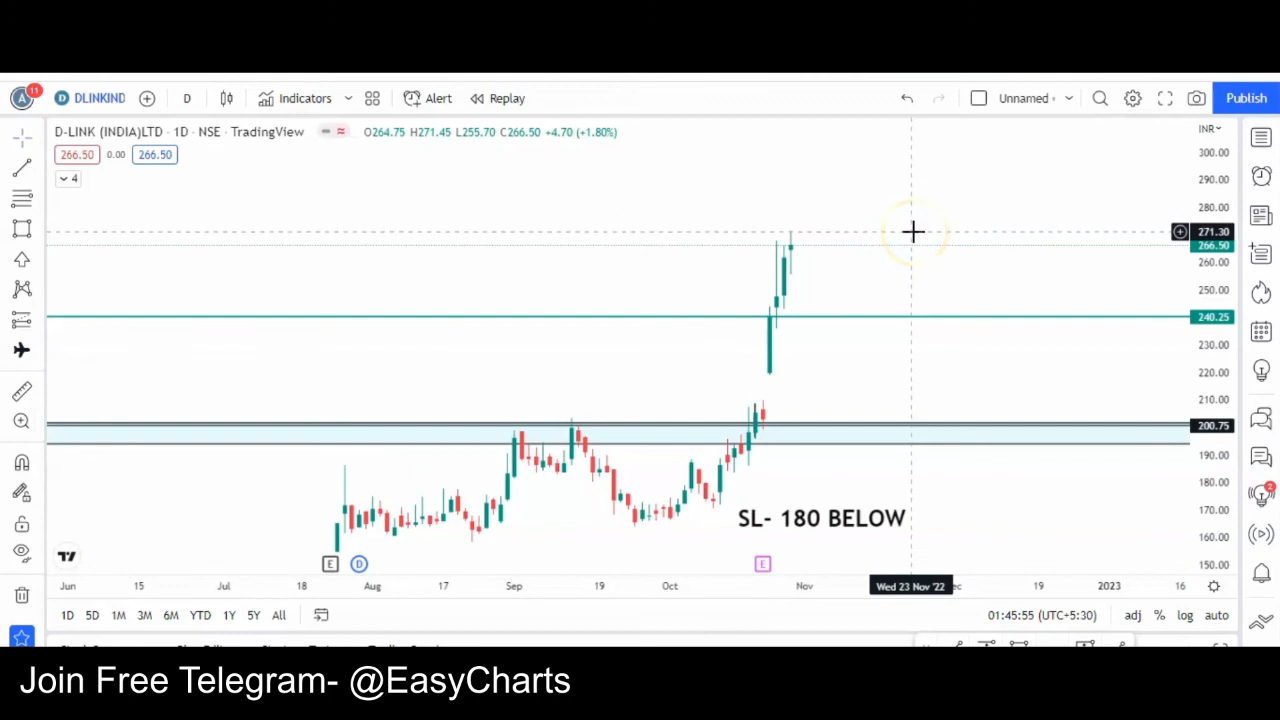 A 11 D DLINKIND D Indicators Alert Replay Unnamed Publish
D-LINK (INDIA)LTD · 1D · NSE · TradingView O264.75 H271.45 L255.70 C266.50 +4.70 (+1.80%) INR
266.50 0.00 266.50
4
300.00
290.00
280.00
271.30
266.50
260.00
250.00
240.25
230.00
220.00
210.00
200.75
190.00
180.00
170.00
160.00
150.00
2
SL- 180 BELOW
E D E
Jun 15 Jul 18 Aug 17 Sep 19 Oct Nov Wed 23 Nov '22 ec 19 2023 16
1D 5D 1M 3M 6M YTD 1Y 5Y All 01:45:55 (UTC+5:30) adj % log auto
Join Free Telegram- @EasyCharts